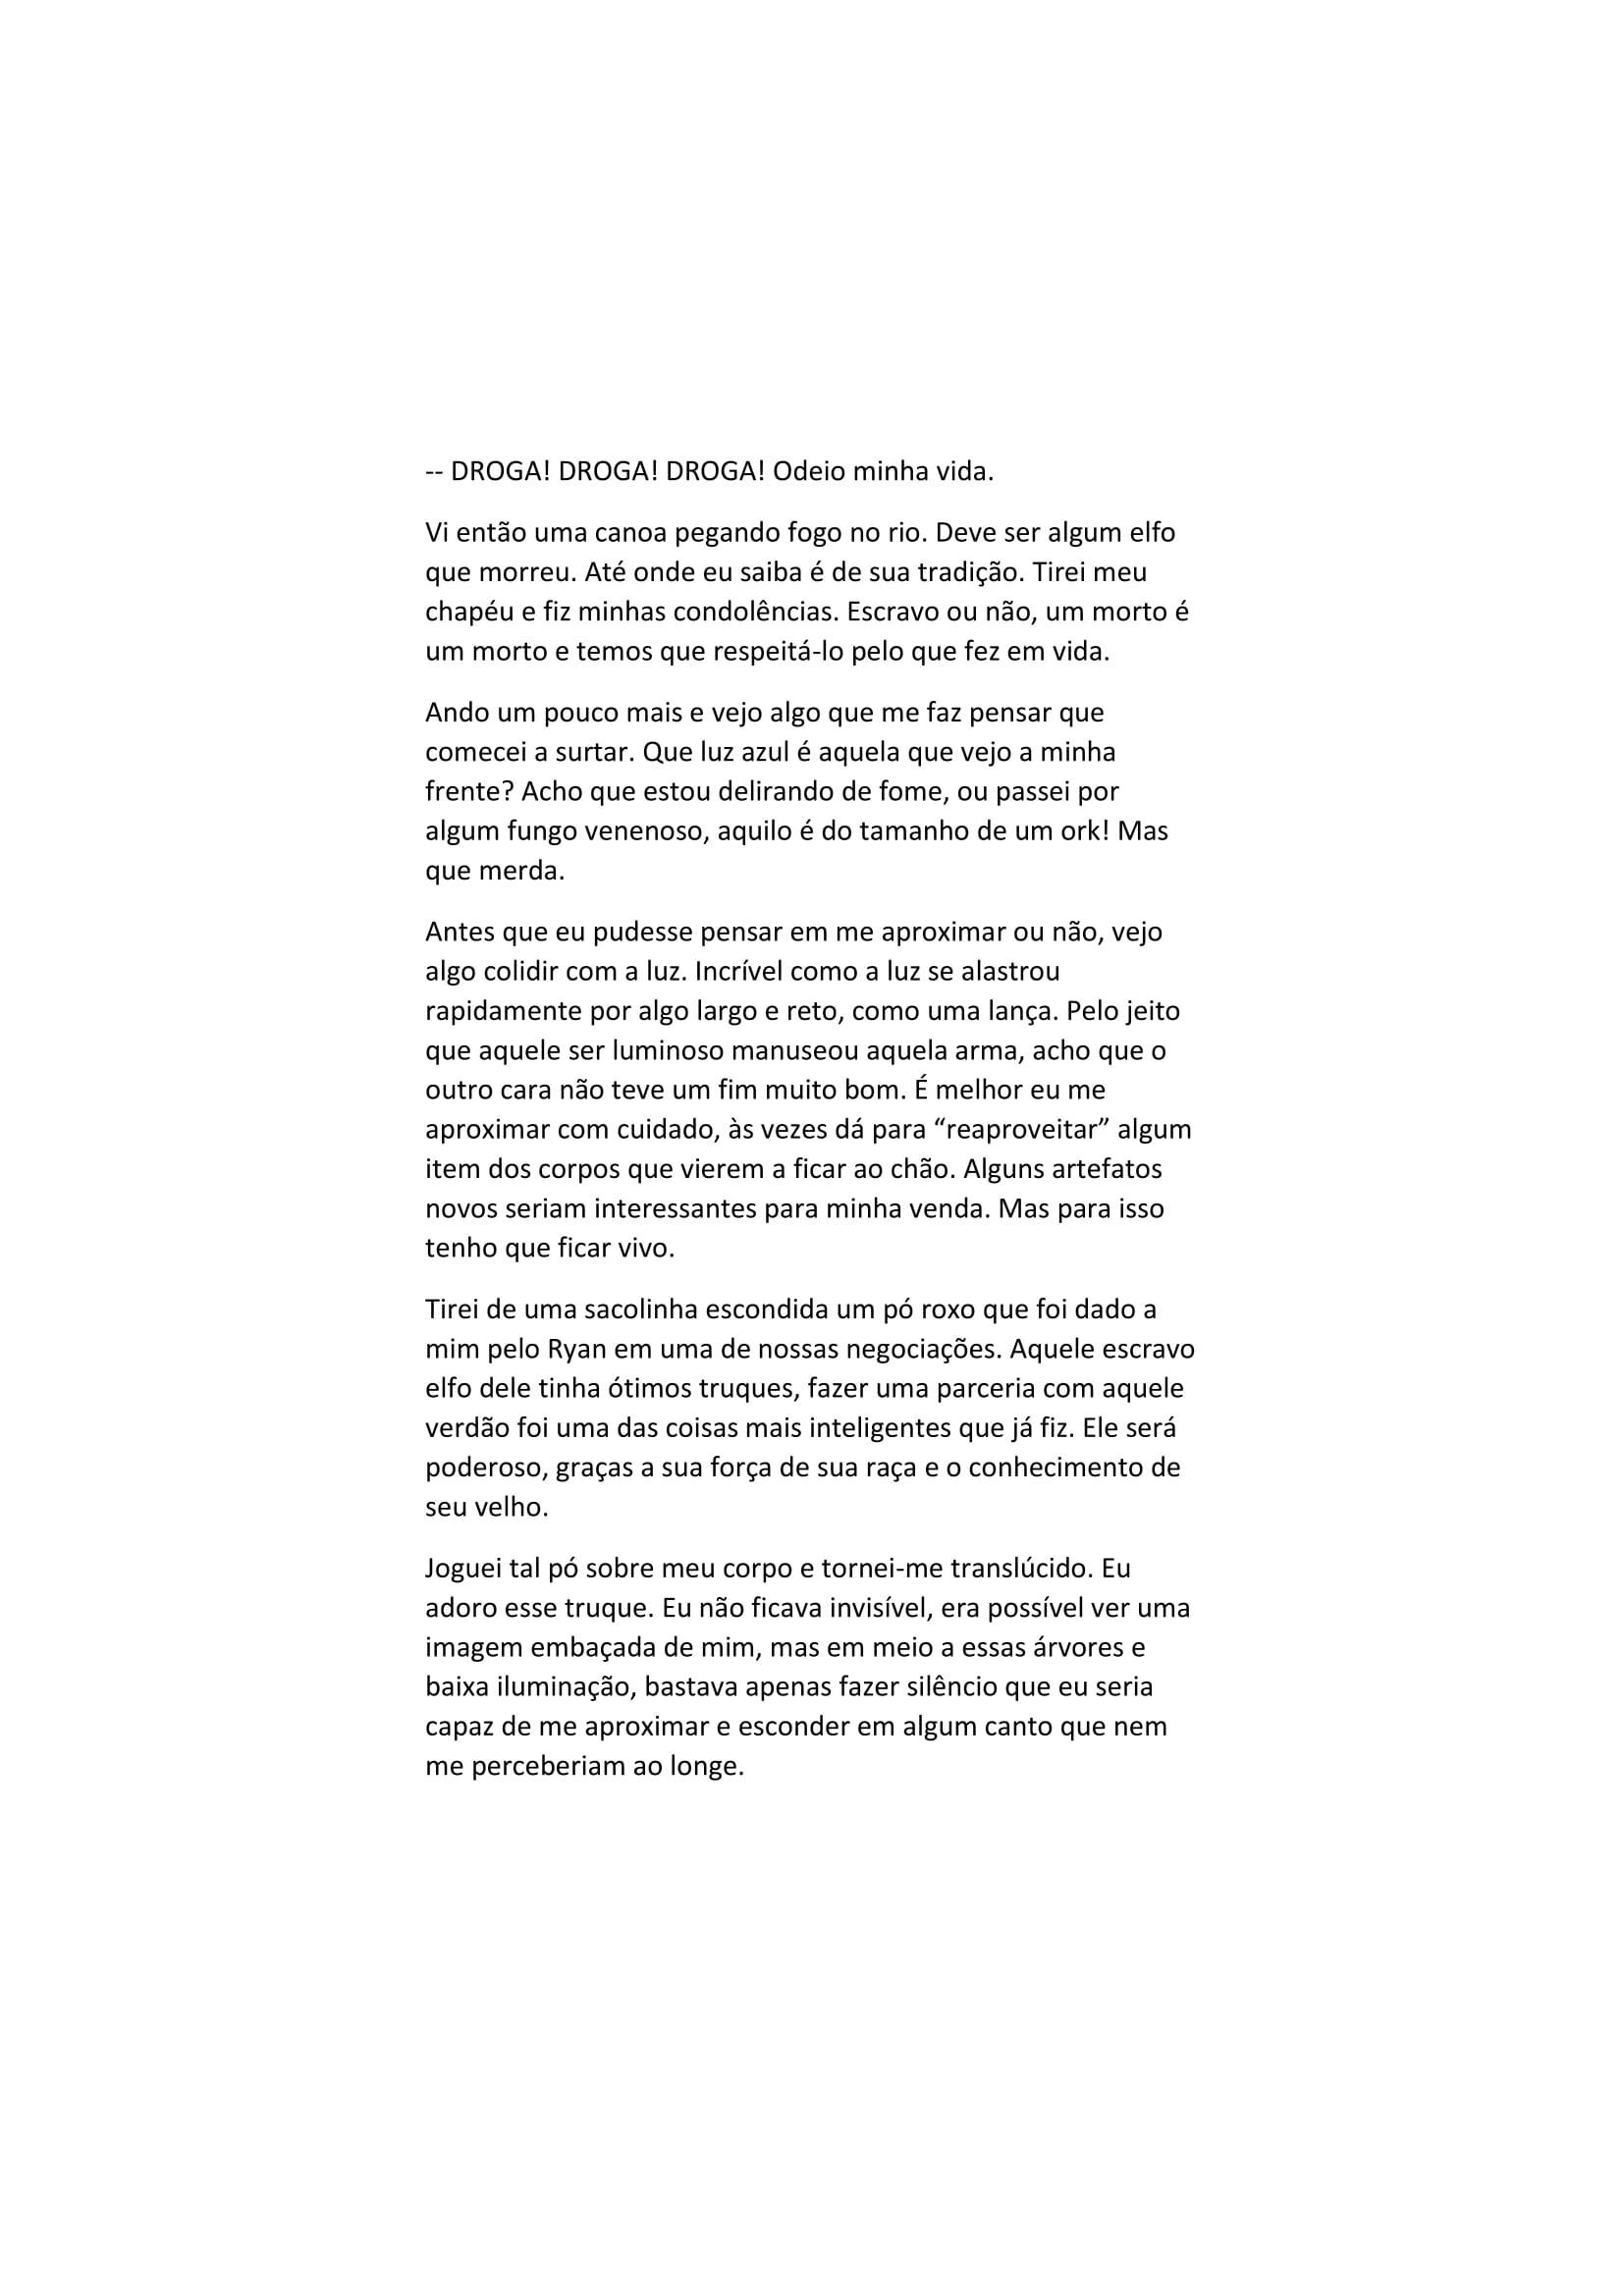 -- DROGA! DROGA! DROGA! Odeio minha vida.
Vi então uma canoa pegando fogo no rio. Deve ser algum elfo
que morreu. Até onde eu saiba é de sua tradição. Tirei meu
chapéu e fiz minhas condolências. Escravo ou não, um morto é
um morto e temos que respeitá-lo pelo que fez em vida.
Ando um pouco mais e vejo algo que me faz pensar que
comecei a surtar. Que luz azul é aquela que vejo a minha
frente? Acho que estou delirando de fome, ou passei por
algum fungo venenoso, aquilo é do tamanho de um ork! Mas
que merda.
Antes que eu pudesse pensar em me aproximar ou não, vejo
algo colidir com a luz. Incrível como a luz se alastrou
rapidamente por algo largo e reto, como uma lança. Pelo jeito
que aquele ser luminoso manuseou aquela arma, acho que o
outro cara não teve um fim muito bom. É melhor eu me
aproximar com cuidado, às vezes dá para “reaproveitar” algum
item dos corpos que vierem a ficar ao chão. Alguns artefatos
novos seriam interessantes para minha venda. Mas para isso
tenho que ficar vivo.
Tirei de uma sacolinha escondida um pó roxo que foi dado a
mim pelo Ryan em uma de nossas negociações. Aquele escravo
elfo dele tinha ótimos truques, fazer uma parceria com aquele
verdão foi uma das coisas mais inteligentes que já fiz. Ele será
poderoso, graças a sua força de sua raça e o conhecimento de
seu velho.
Joguei tal pó sobre meu corpo e tornei-me translúcido. Eu
adoro esse truque. Eu não ficava invisível, era possível ver uma
imagem embaçada de mim, mas em meio a essas árvores e
baixa iluminação, bastava apenas fazer silêncio que eu seria
capaz de me aproximar e esconder em algum canto que nem
me perceberiam ao longe.